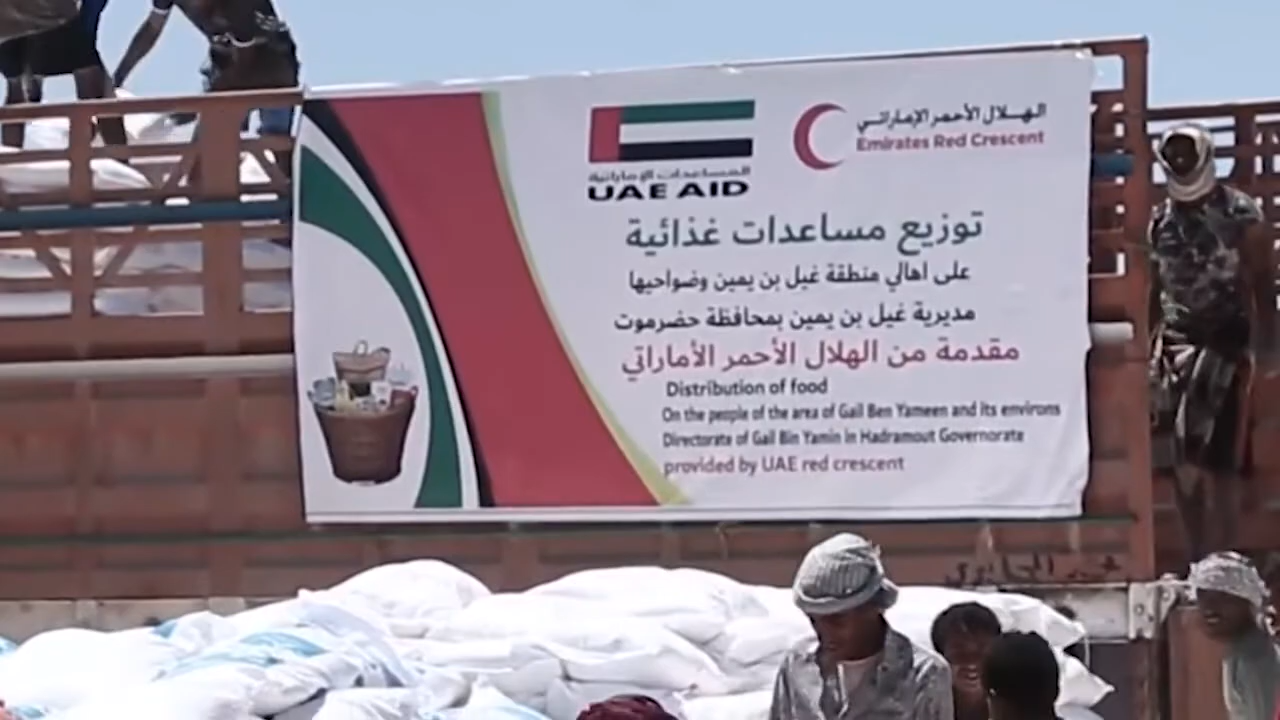 المساعدات الإماراتية
UAE AID
الهلال الأحمر الإماراتي
Emirates Red Crescent
توزيع مساعدات غذائية
على اهالي منطقة غيل بن يمين وضواحيها
مديرية غيل بن يمين بمحافظة حضرموت
مقدمة من الهلال الأحمر الأماراتي
Distribution of food
On the people of the area of Gail Ben Yameen and its environs
Directorate of Gail Bin Yamin in Hadramout Governorate
provided by UAE red crescent